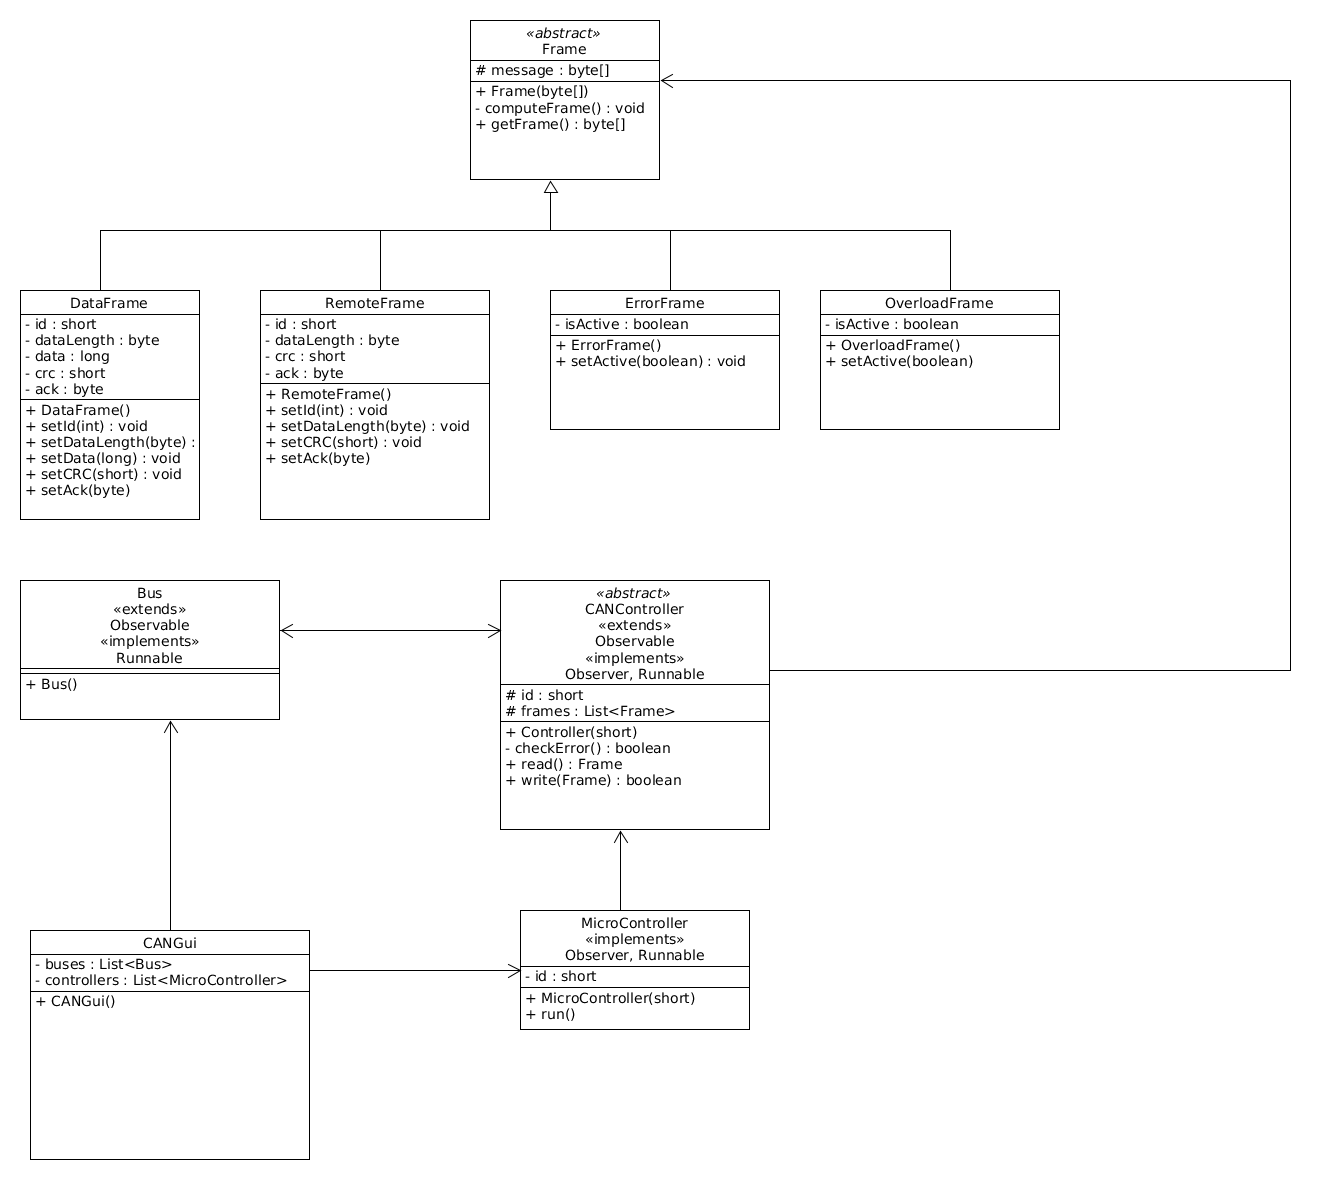 «abstract»
Frame
# message : byte[]
+ Frame(byte[])
- computeFrame() : void
+ getFrame() : byte[]
DataFrame
- id : short
- dataLength : byte
- data : long
- crc : short
- ack : byte
+ DataFrame()
+ setId(int) : void
+ setDataLength(byte) :
+ setData(long) : void
+ setCRC(short) : void
+ setAck(byte)
RemoteFrame
- id : short
- dataLength : byte
- crc : short
- ack : byte
+ RemoteFrame()
+ setId(int) : void
+ setDataLength(byte) : void
+ setCRC(short) : void
+ setAck(byte)
ErrorFrame
- isActive : boolean
+ ErrorFrame()
+ setActive(boolean) : void
OverloadFrame
- isActive : boolean
+ OverloadFrame()
+ setActive(boolean)
Bus
«extends»
Observable
«implements»
Runnable
+ Bus()
«abstract»
CANController
«extends»
Observable
«implements»
Observer, Runnable
# id : short
# frames : List<Frame>
+ Controller(short)
- checkError() : boolean
+ read() : Frame
+ write(Frame) : boolean
CANGui
- buses : List<Bus>
- controllers : List<MicroController>
+ CANGui()
MicroController
«implements»
Observer, Runnable
- id : short
+ MicroController(short)
+ run()